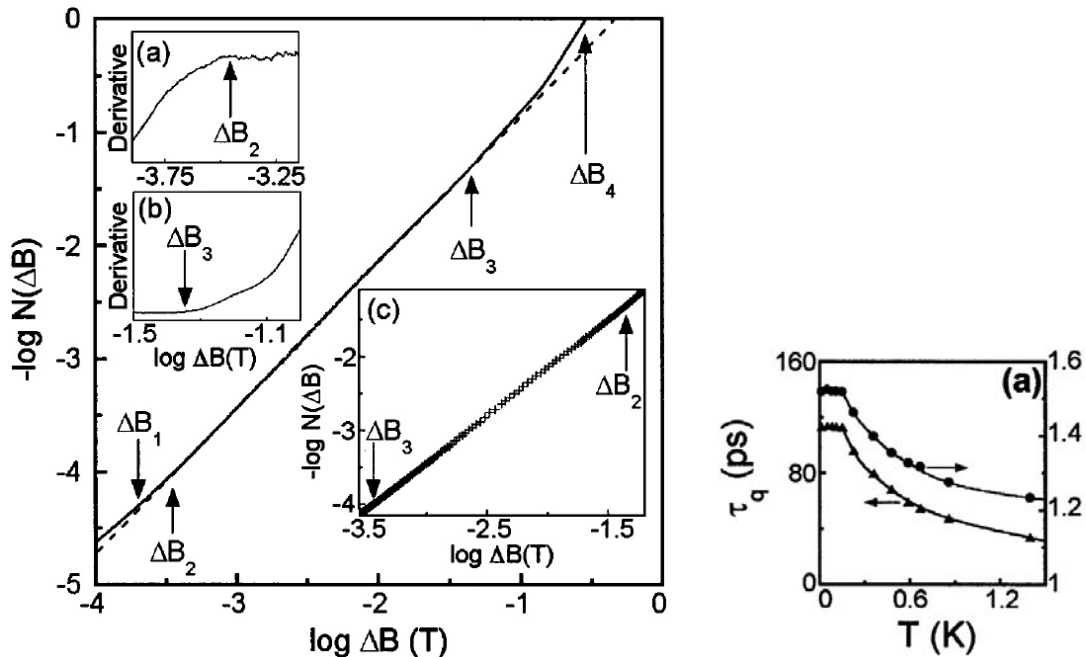 0
-1
-2
-3
-4
-5
-log N(ΔB)
-4
-3
-2
-1
0
log ΔB (T)
(a)
Derivative
ΔB₂
-3.75
-3.25
(b)
Derivative
ΔB₃
-1.5
-1.1
log ΔB(T)
ΔB₁
ΔB₂
ΔB₃
ΔB₄
(c)
-log N(ΔB)
-2
-3
-4
ΔB₃
ΔB₂
-3.5
-2.5
-1.5
log ΔB(T)
(a)
160
80
0
τq (ps)
1.6
1.4
1.2
1
0
0.6
1.2
T (K)